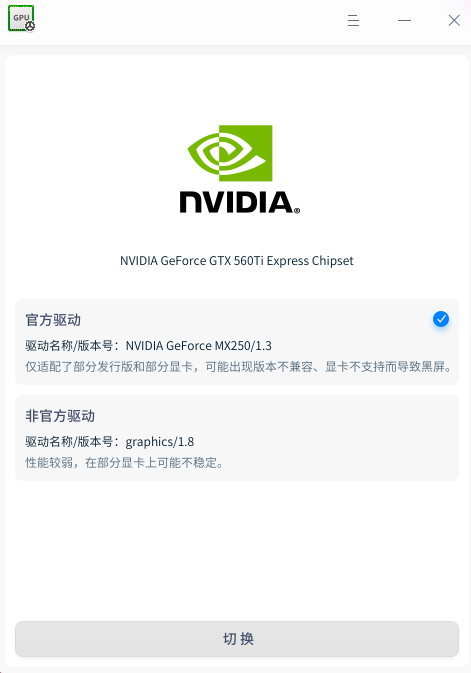 GPU
NVIDIA®
NVIDIA GeForce GTX 560Ti Express Chipset
官方驱动
驱动名称/版本号：NVIDIA GeForce MX250/1.3
仅适配了部分发行版和部分显卡，可能出现版本不兼容、显卡不支持而导致黑屏。
非官方驱动
驱动名称/版本号：graphics/1.8
性能较弱，在部分显卡上可能不稳定。
切换